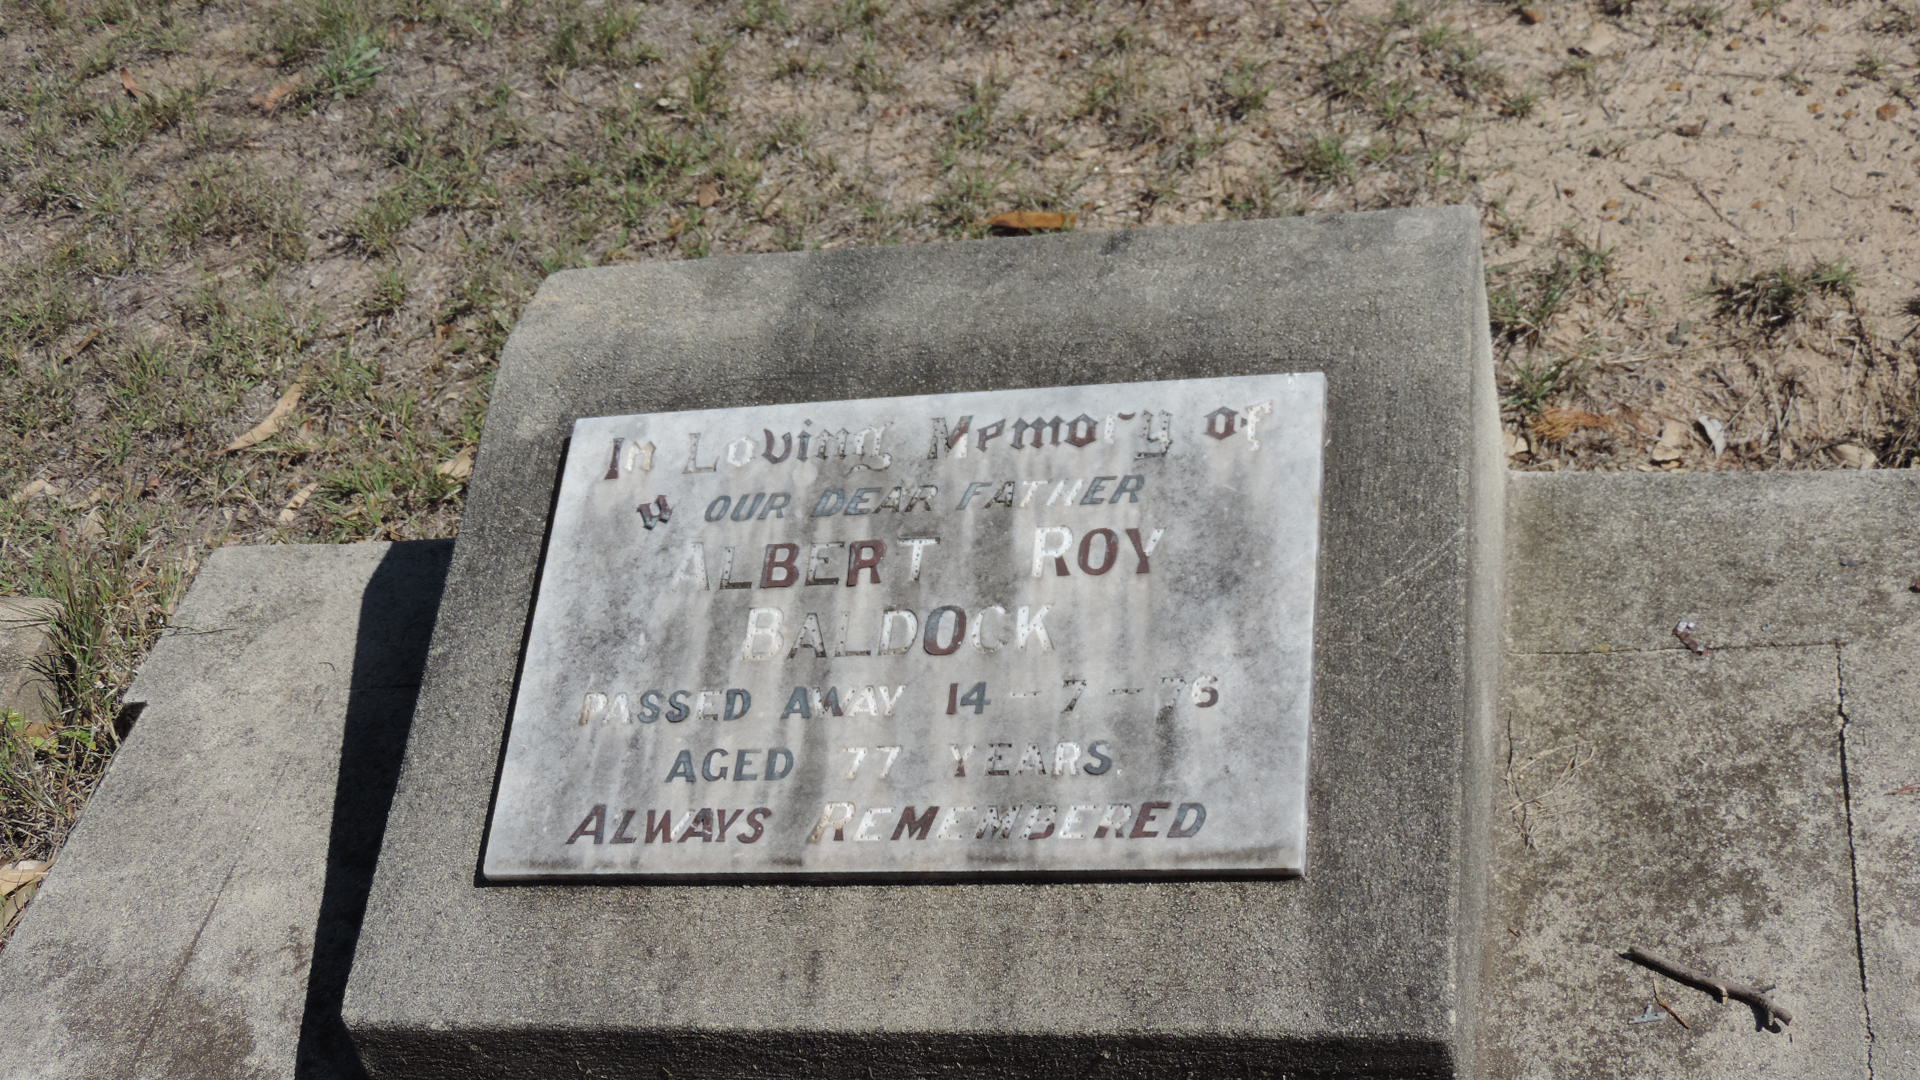 In Loving Memory of
OUR DEAR FATHER
ALBERT ROY
BALDOCK
PASSED AWAY 14 - 7 - 76
AGED 77 YEARS.
ALWAYS REMEMBERED